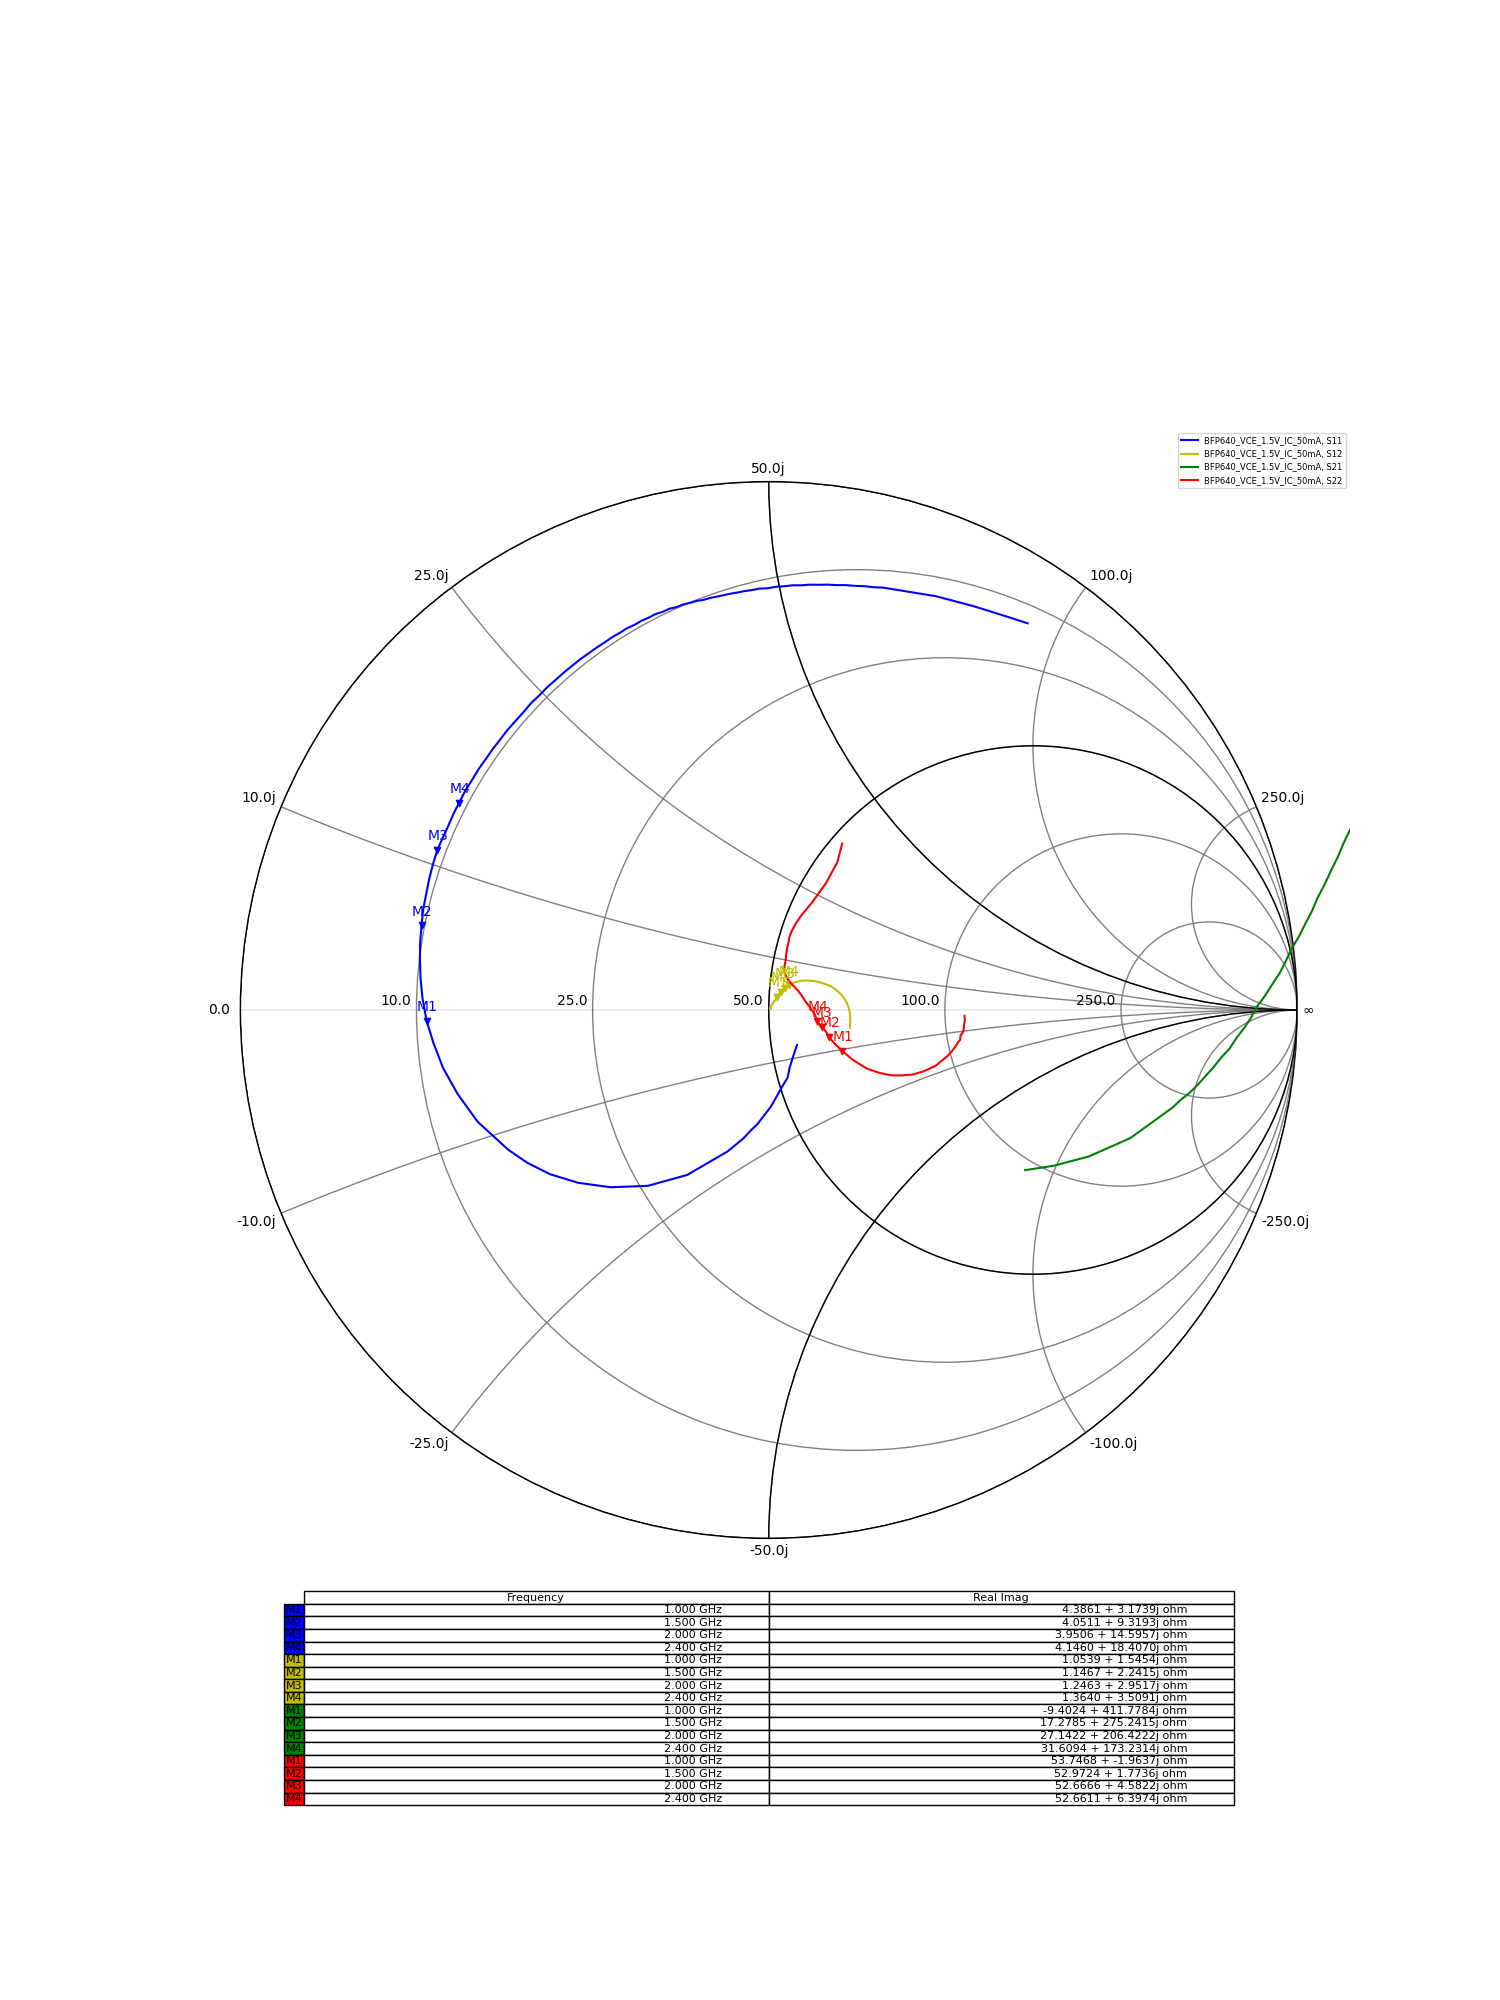 BFP640_VCE_1.5V_IC_50mA, S11
BFP640_VCE_1.5V_IC_50mA, S12
BFP640_VCE_1.5V_IC_50mA, S21
BFP640_VCE_1.5V_IC_50mA, S22
50.0j
25.0j
100.0j
10.0j
250.0j
M4
M3
M2
M4
0.0
10.0
M1
25.0
50.0
M4
M3
M2
M1
100.0
250.0
∞
-10.0j
-250.0j
-25.0j
-100.0j
-50.0j
Frequency Real Imag
M1 1.000 GHz 4.3861 + 3.1739j ohm
M2 1.500 GHz 4.0511 + 9.3193j ohm
M3 2.000 GHz 3.9506 + 14.5957j ohm
M4 2.400 GHz 4.1460 + 18.4070j ohm
M1 1.000 GHz 1.0539 + 1.5454j ohm
M2 1.500 GHz 1.1467 + 2.2415j ohm
M3 2.000 GHz 1.2463 + 2.9517j ohm
M4 2.400 GHz 1.3640 + 3.5091j ohm
M1 1.000 GHz -9.4024 + 411.7784j ohm
M2 1.500 GHz 17.2785 + 275.2415j ohm
M3 2.000 GHz 27.1422 + 206.4222j ohm
M4 2.400 GHz 31.6094 + 173.2314j ohm
M1 1.000 GHz 53.7468 + -1.9637j ohm
M2 1.500 GHz 52.9724 + 1.7736j ohm
M3 2.000 GHz 52.6666 + 4.5822j ohm
M4 2.400 GHz 52.6611 + 6.3974j ohm